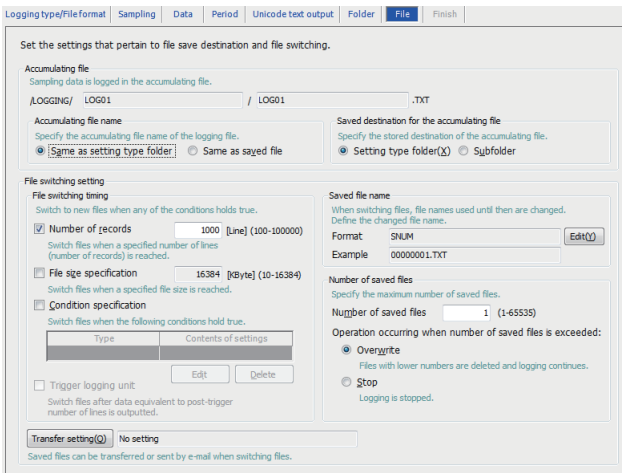 Logging type/File format Sampling Data Period Unicode text output Folder File Finish
Set the settings that pertain to file save destination and file switching.
Accumulating file
Sampling data is logged in the accumulating file.
/LOGGING/ LOG01 / LOG01 .TXT
Accumulating file name
Specify the accumulating file name of the logging file.
Same as setting type folder Same as saved file
Saved destination for the accumulating file
Specify the stored destination of the accumulating file.
Setting type folder(X) Subfolder
File switching setting
File switching timing
Switch to new files when any of the conditions holds true.
Number of records 1000 [Line] (100-100000)
Switch files when a specified number of lines
(number of records) is reached.
File size specification 16384 [KByte] (10-16384)
Switch files when a specified file size is reached.
Condition specification
Switch files when the following conditions hold true.
Type Contents of settings
Edit Delete
Trigger logging unit
Switch files after data equivalent to post-trigger
number of lines is outputted.
Saved file name
When switching files, file names used until then are changed.
Define the changed file name.
Format SNUM Edit(Y)
Example 00000001.TXT
Number of saved files
Specify the maximum number of saved files.
Number of saved files 1 (1-65535)
Operation occurring when number of saved files is exceeded:
Overwrite
Files with lower numbers are deleted and logging continues.
Stop
Logging is stopped.
Transfer setting(O) No setting
Saved files can be transferred or sent by e-mail when switching files.